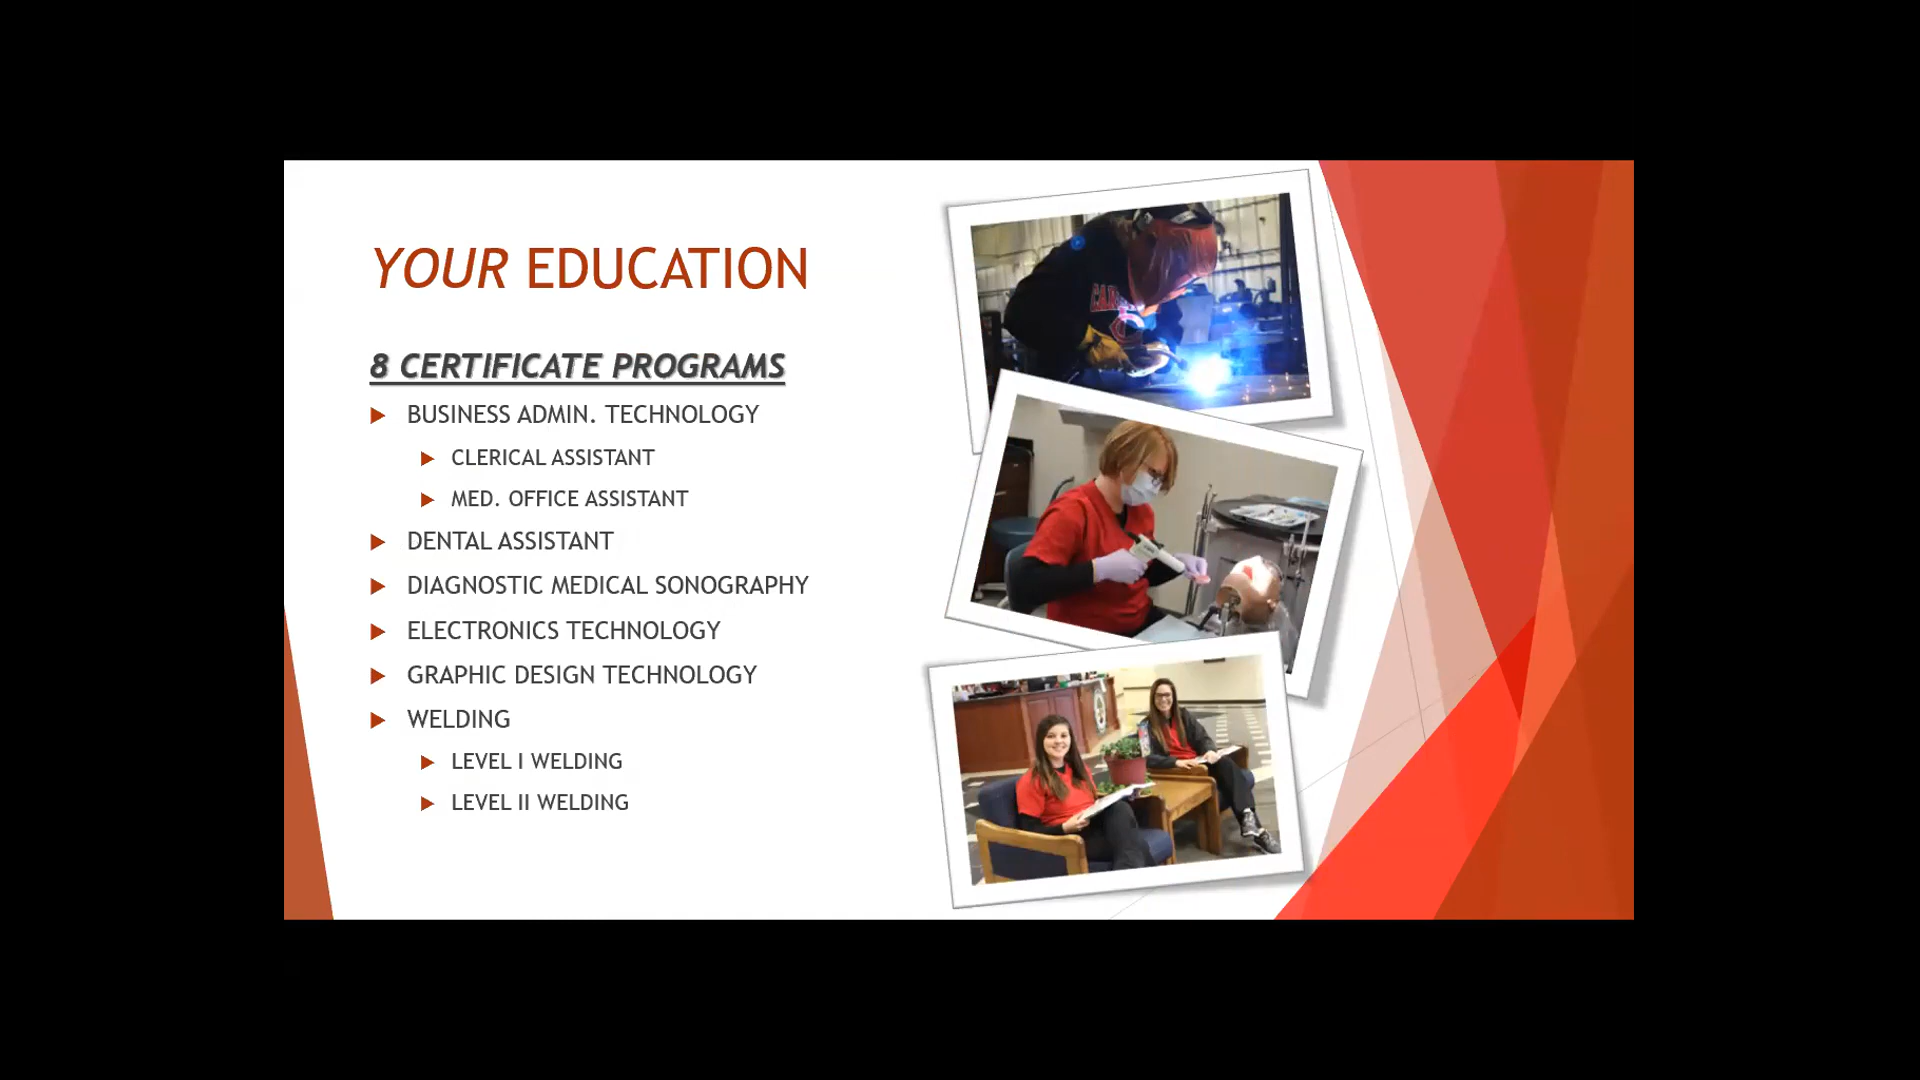 YOUR EDUCATION
8 CERTIFICATE PROGRAMS
BUSINESS ADMIN. TECHNOLOGY
CLERICAL ASSISTANT
MED. OFFICE ASSISTANT
DENTAL ASSISTANT
DIAGNOSTIC MEDICAL SONOGRAPHY
ELECTRONICS TECHNOLOGY
GRAPHIC DESIGN TECHNOLOGY
WELDING
LEVEL I WELDING
LEVEL II WELDING